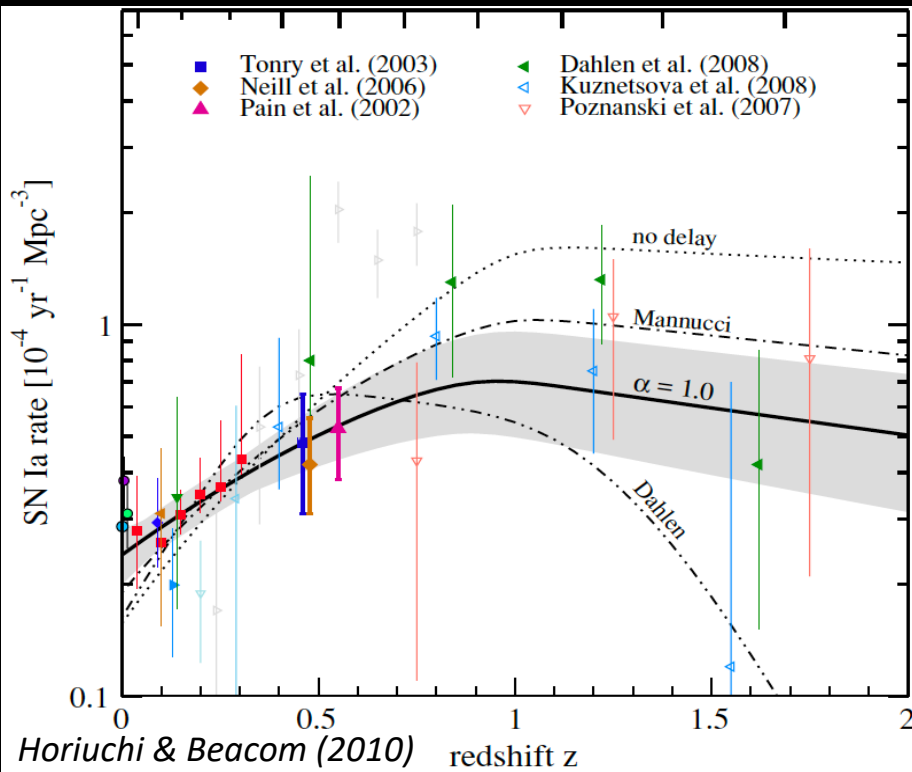 Tonry et al. (2003)
Neill et al. (2006)
Pain et al. (2002)
Dahlen et al. (2008)
Kuznetsova et al. (2008)
Poznanski et al. (2007)
SN Ia rate [10⁻⁴ yr⁻¹ Mpc⁻³]
1
0.1
no delay
Mannucci
α = 1.0
Dahlen
0 0.5 1 1.5 2
Horiuchi & Beacom (2010)
redshift z